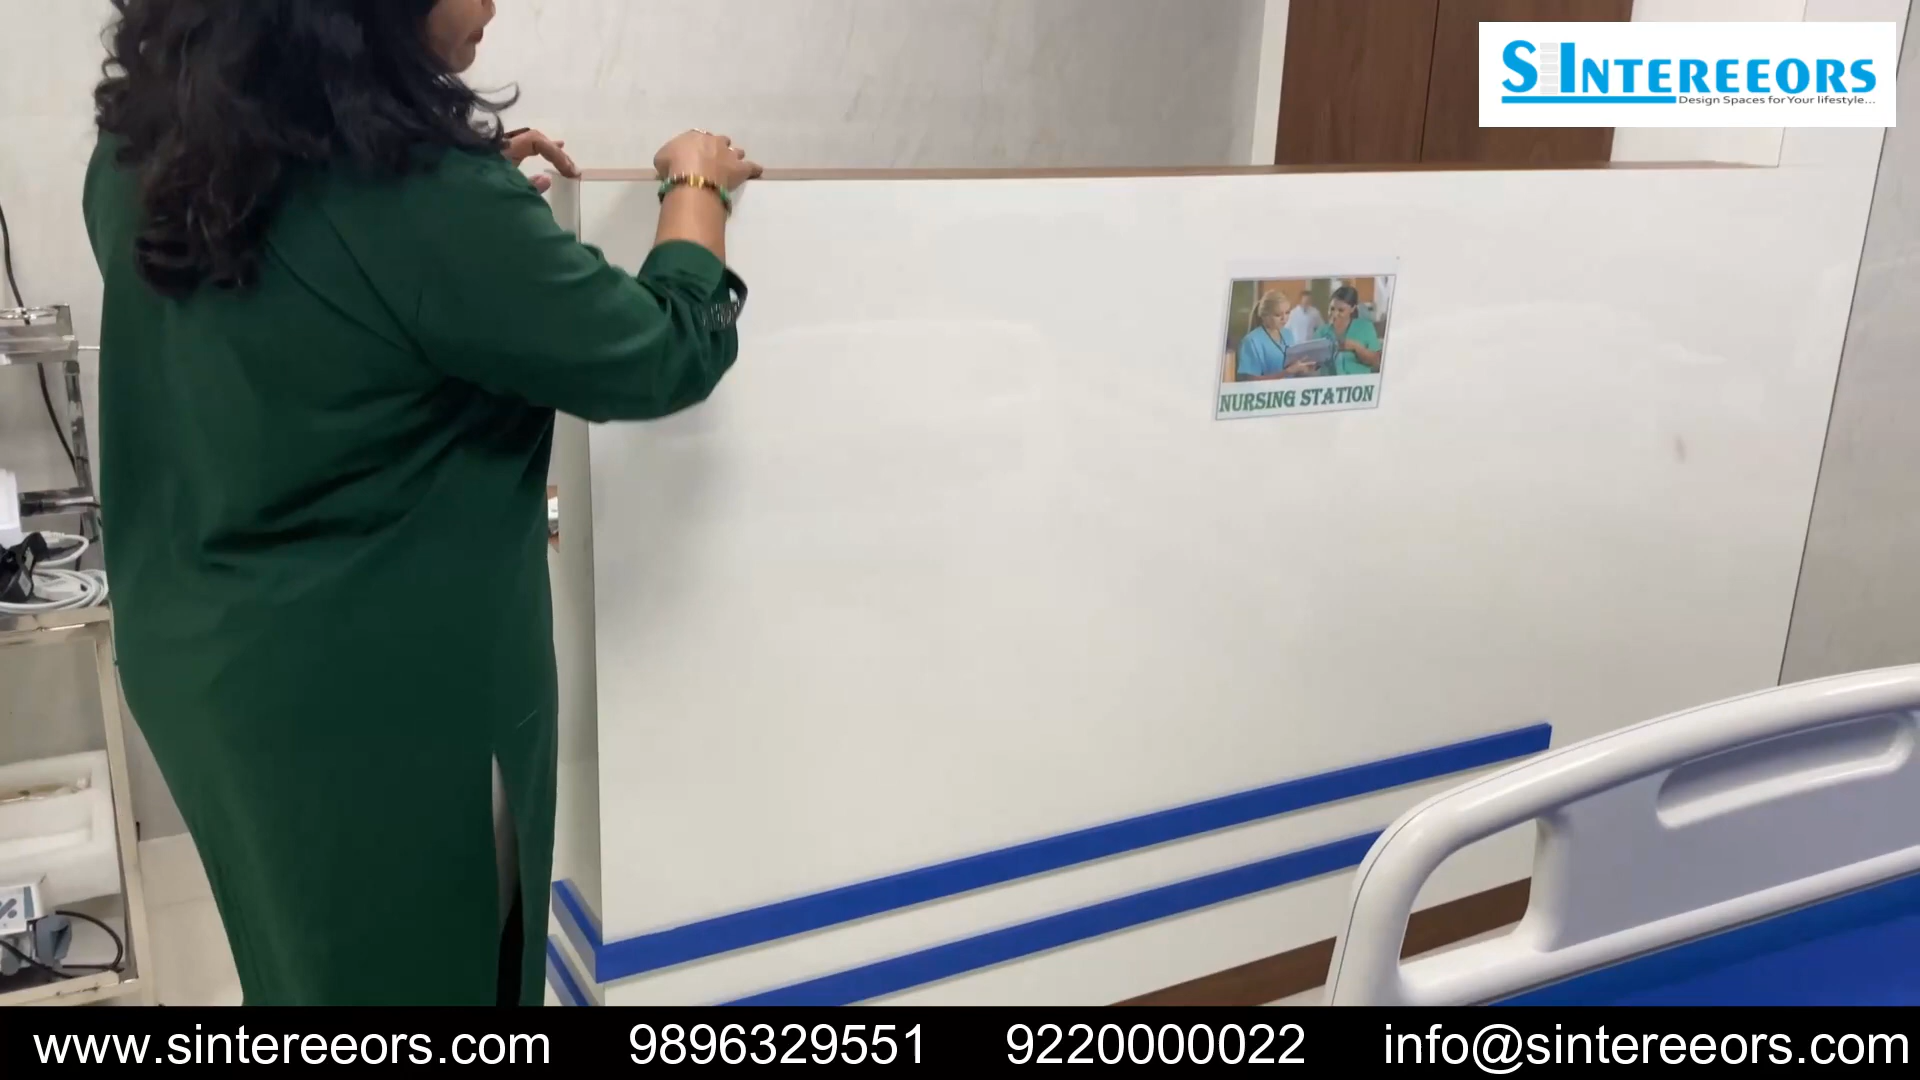 SIntereeors
Design Spaces for Your lifestyle...
NURSING STATION
www.sintereeors.com 9896329551 9220000022 info@sintereeors.com